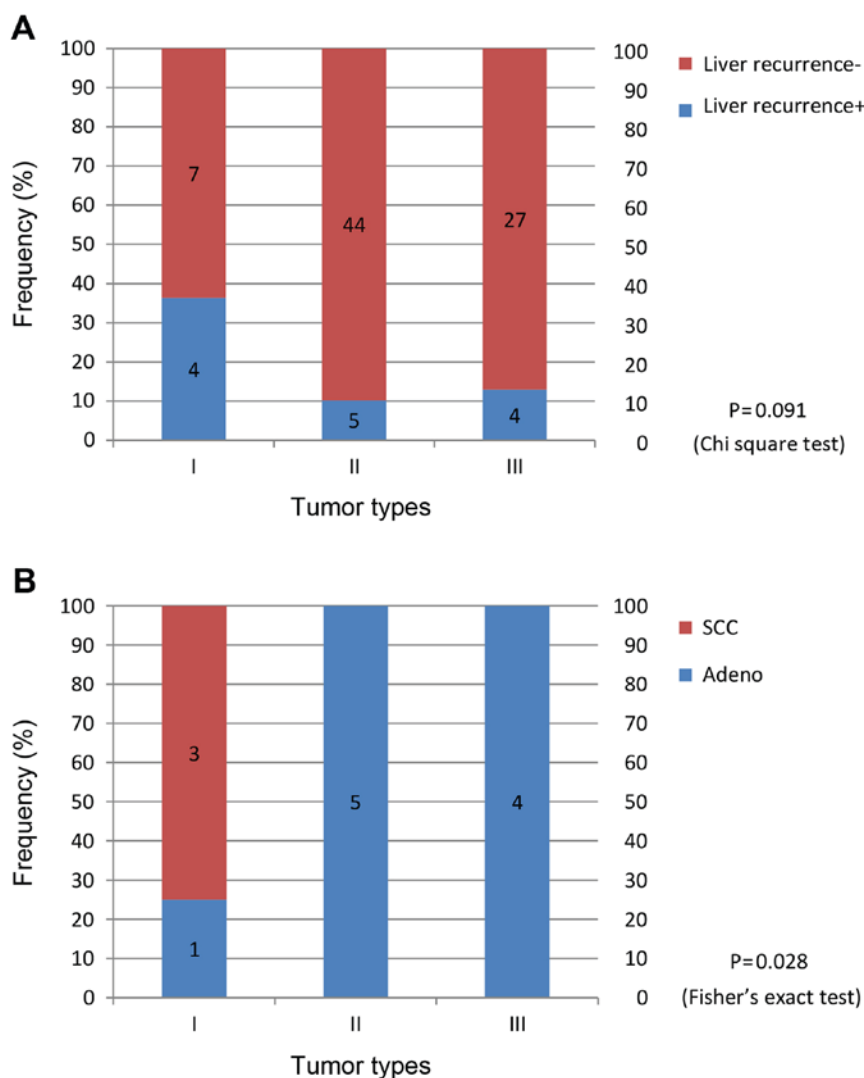 A
100 100 Liver recurrence-
90 90
80 80 Liver recurrence+
70 70
60 60
50 50
40 40
30 30
20 20
10 10
0 0
Frequency (%)
7 44 27
4 5 4
P=0.091
(Chi square test)
I II III
Tumor types
B
100 100
90 90 SCC
80 80 Adeno
70 70
60 60
50 50
40 40
30 30
20 20
10 10
0 0
Frequency (%)
3 5 4
1
P=0.028
(Fisher's exact test)
I II III
Tumor types